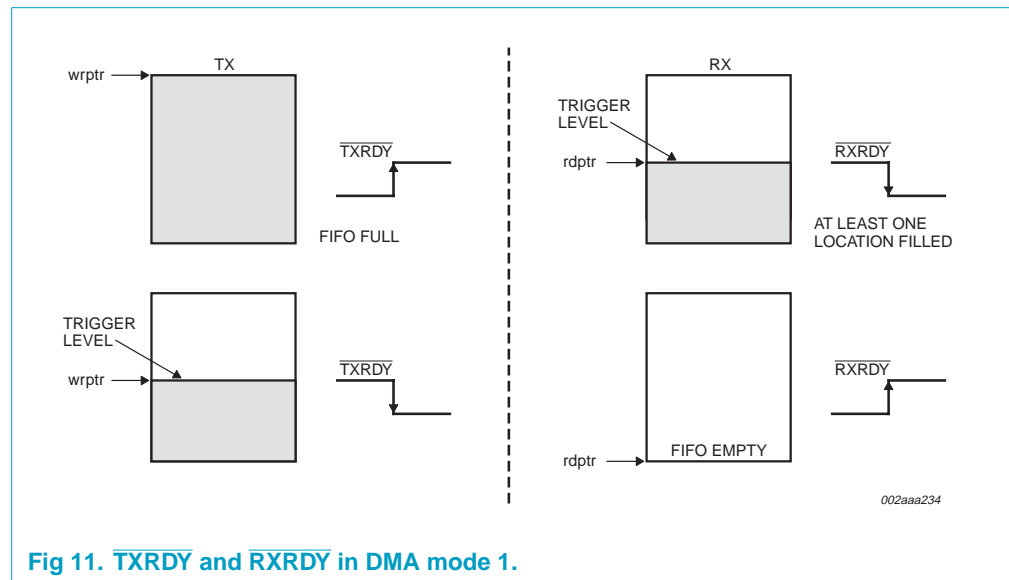 TX
wrptr
TXRDY
FIFO FULL
TRIGGER
LEVEL
wrptr
TXRDY
RX
TRIGGER
LEVEL
rdptr
RXRDY
AT LEAST ONE
LOCATION FILLED
RXRDY
FIFO EMPTY
rdptr
002aaa234
Fig 11. TXRDY and RXRDY in DMA mode 1.